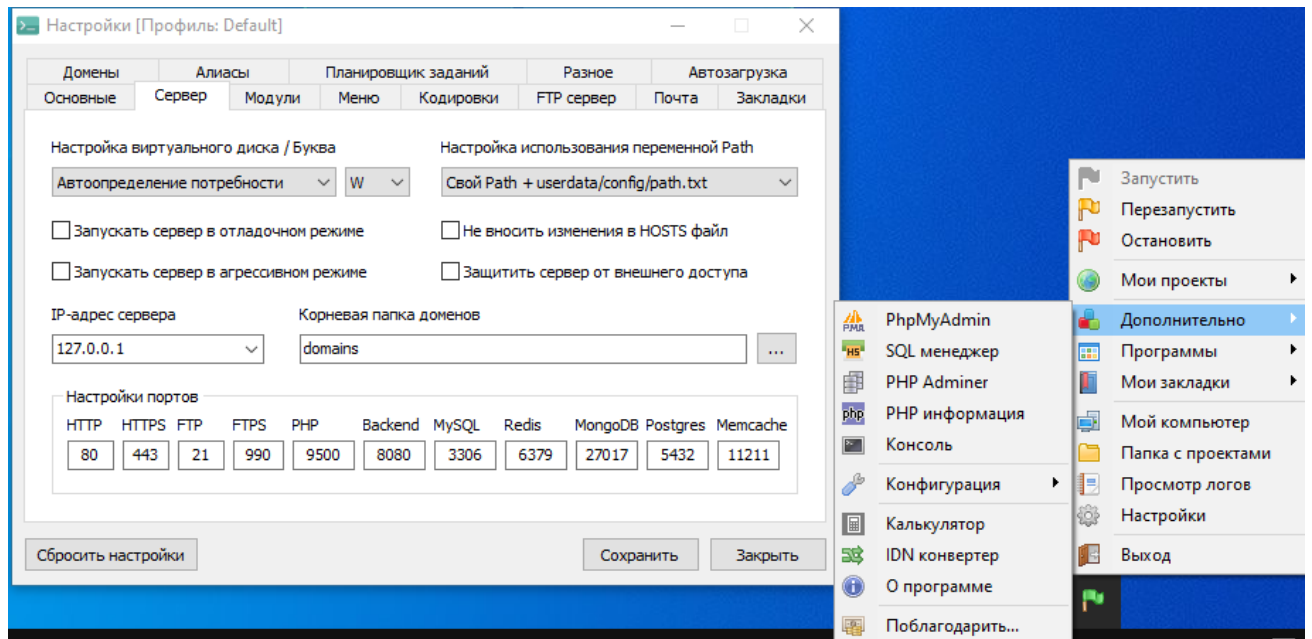 Настройки [Профиль: Default]
Домены Алиасы Планировщик заданий Разное Автозагрузка
Основные Сервер Модули Меню Кодировки FTP сервер Почта Закладки
Настройка виртуального диска / Буква Настройка использования переменной Path
Автоопределение потребности W Свой Path + userdata/config/path.txt
Запускать сервер в отладочном режиме Не вносить изменения в HOSTS файл
Запускать сервер в агрессивном режиме Защитить сервер от внешнего доступа
IP-адрес сервера Корневая папка доменов
127.0.0.1 domains ...
Настройки портов
HTTP HTTPS FTP FTPS PHP Backend MySQL Redis MongoDB Postgres Memcache
80 443 21 990 9500 8080 3306 6379 27017 5432 11211
Сбросить настройки Сохранить Закрыть
PMA PhpMyAdmin
HS SQL менеджер
PHP Adminer
php PHP информация
Консоль
Конфигурация
Калькулятор
IDN конвертер
О программе
Поблагодарить...
Запустить
Перезапустить
Остановить
Мои проекты
Дополнительно
Программы
Мои закладки
Мой компьютер
Папка с проектами
Просмотр логов
Настройки
Выход